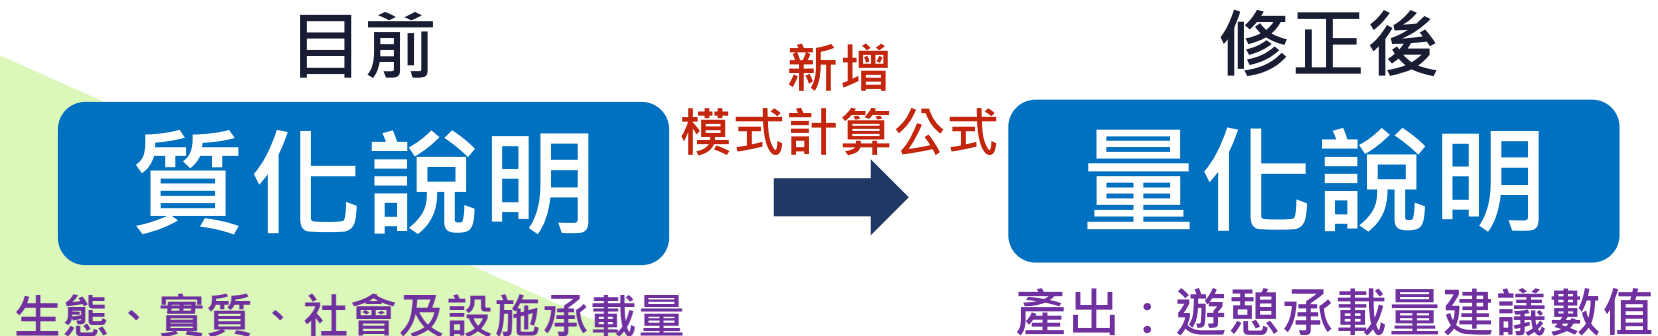 目前
質化說明
生態、實質、社會及設施承載量
新增
模式計算公式
修正後
量化說明
產出：遊憩承載量建議數值